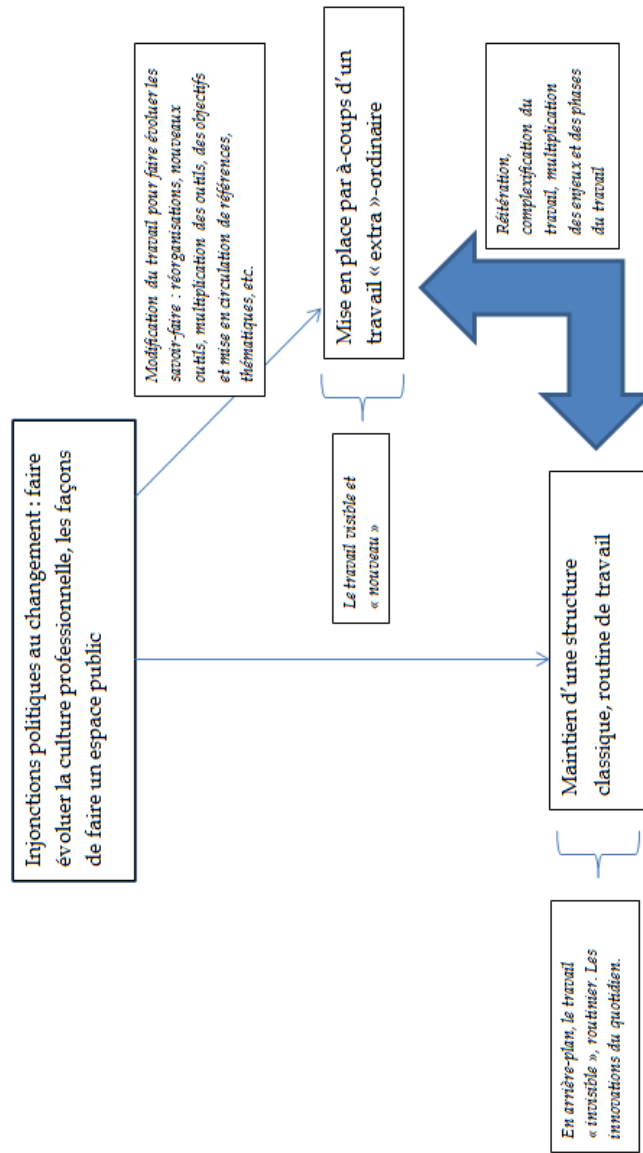 Injonctions politiques au changement : faire
évoluer la culture professionnelle, les façons
de faire un espace public
Modification du travail pour faire évoluer les
savoir-faire : réorganisations, nouveaux
outils, multiplication des outils, des objectifs
et mise en circulation de références,
thématiques, etc.
Le travail visible et
« nouveau »
Mise en place par à-coups d’un
travail « extra »-ordinaire
Réitération,
complexification du
travail, multiplication
des enjeux et des phases
du travail
En arrière-plan, le travail
« invisible », routinier. Les
innovations du quotidien.
Maintien d’une structure
classique, routine de travail